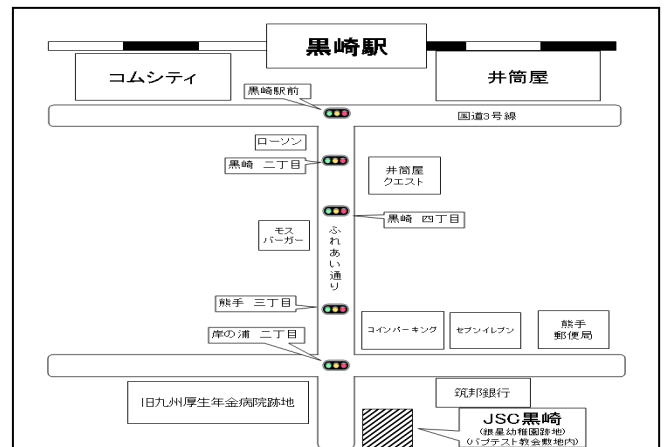 黒崎駅
コムシティ
井筒屋
黒崎駅前
国道3号線
ローソン
黒崎 二丁目
井筒屋
クエスト
黒崎 四丁目
モス
バーガー
ふれあい通り
熊手 三丁目
コインパーキング
セブンイレブン
熊手
郵便局
岸の浦 二丁目
旧九州厚生年金病院跡地
筑邦銀行
JSC黒崎
(銀星幼稚園跡地)
(バプテスト教会敷地内)